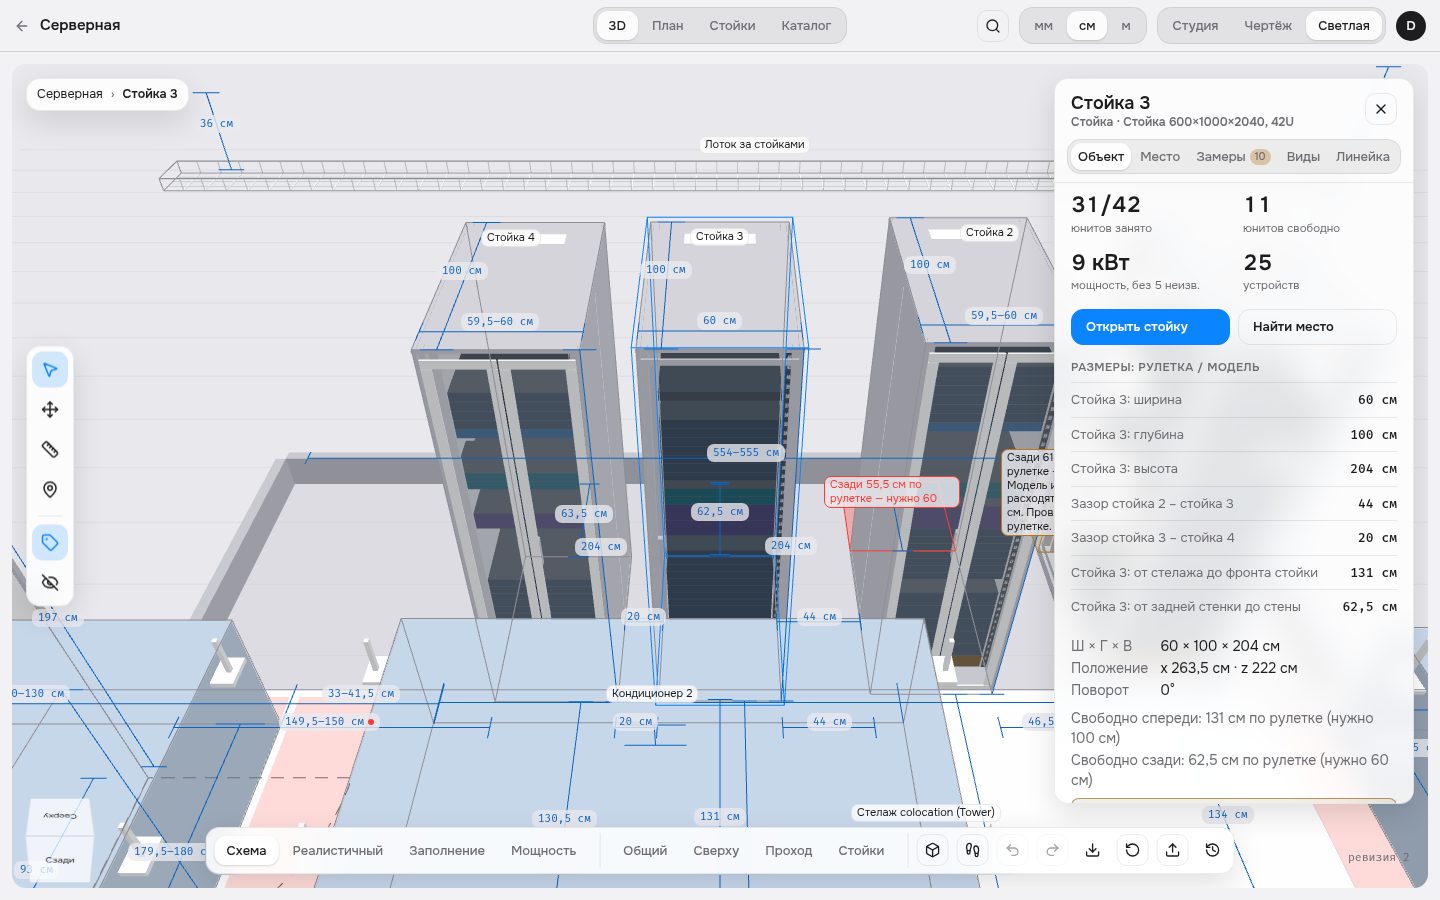 Серверная
3D
План
Стойки
Каталог
мм
см
м
Студия
Чертёж
Светлая
D
Серверная › Стойка 3
36 см
Лоток за стойками
Стойка 4
Стойка 3
Стойка 2
100 см
100 см
100 см
59,5–60 см
60 см
59,5–60 см
554–555 см
Сзади 55,5 см по
рулетке — нужно 60
Сзади 61
рулетке
Модель и
расходят
см. Пров
рулетке.
63,5 см
62,5 см
204 см
204 см
20 см
44 см
197 см
33–41,5 см
Кондиционер 2
149,5–150 см
20 см
44 см
46,5
130,5 см
131 см
Стелаж colocation (Tower)
134 см
179,5–180 с
Сверху
Сзади
Стойка 3
Стойка · Стойка 600×1000×2040, 42U
Объект
Место
Замеры 10
Виды
Линейка
31/42
юнитов занято
11
юнитов свободно
9 кВт
мощность, без 5 неизв.
25
устройств
Открыть стойку
Найти место
РАЗМЕРЫ: РУЛЕТКА / МОДЕЛЬ
Стойка 3: ширина 60 см
Стойка 3: глубина 100 см
Стойка 3: высота 204 см
Зазор стойка 2 – стойка 3 44 см
Зазор стойка 3 – стойка 4 20 см
Стойка 3: от стелажа до фронта стойки 131 см
Стойка 3: от задней стенки до стены 62,5 см
Ш × Г × В 60 × 100 × 204 см
Положение x 263,5 см · z 222 см
Поворот 0°
Свободно спереди: 131 см по рулетке (нужно
100 см)
Свободно сзади: 62,5 см по рулетке (нужно 60
см)
Схема
Реалистичный
Заполнение
Мощность
Общий
Сверху
Проход
Стойки
ревизия 2